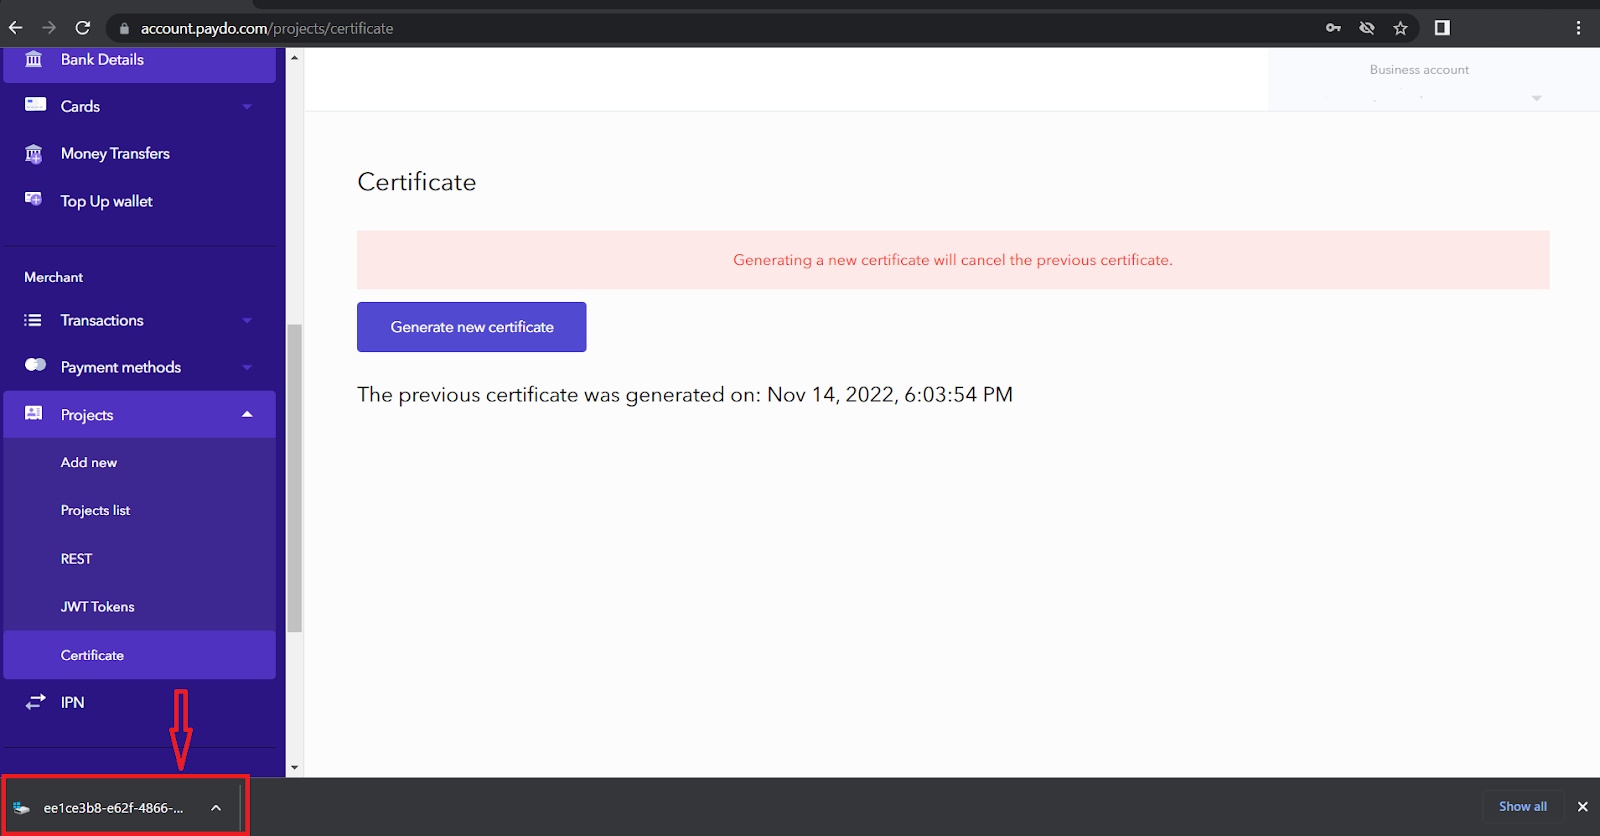 account.paydo.com/projects/certificate
Bank Details
Cards
Money Transfers
Top Up wallet
Merchant
Transactions
Payment methods
Projects
Add new
Projects list
REST
JWT Tokens
Certificate
IPN
Business account
Certificate
Generating a new certificate will cancel the previous certificate.
Generate new certificate
The previous certificate was generated on: Nov 14, 2022, 6:03:54 PM
ee1ce3b8-e62f-4866-...
Show all